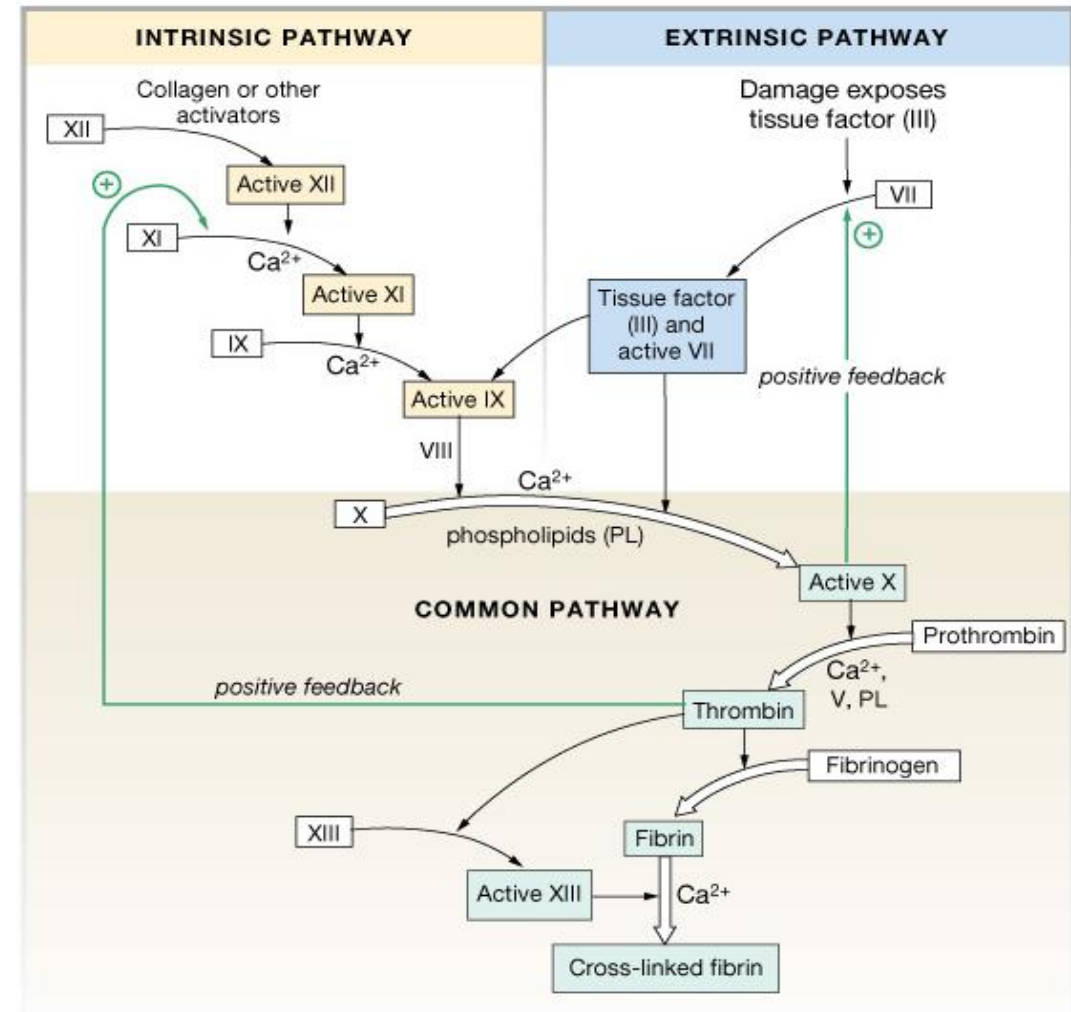 INTRINSIC PATHWAY
EXTRINSIC PATHWAY
Collagen or other
activators
XII
Active XII
XI
Ca²⁺
Active XI
IX
Ca²⁺
Active IX
VIII
Damage exposes
tissue factor (III)
VII
Tissue factor
(III) and
active VII
positive feedback
Ca²⁺
X
phospholipids (PL)
Active X
COMMON PATHWAY
Prothrombin
Ca²⁺,
V, PL
positive feedback
Thrombin
Fibrinogen
XIII
Fibrin
Active XIII
Ca²⁺
Cross-linked fibrin